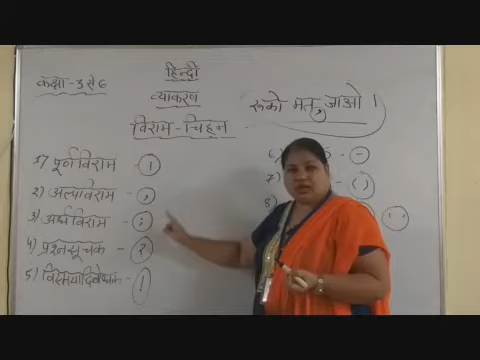 हिन्दी
कक्षा - 3 से 6
व्याकरण
रूको मत, जाओ ।
विराम - चिह्न
1) पूर्ण विराम - ।
2) अल्पविराम - ,
3) अर्धविराम - ;
4) प्रश्नसूचक - ?
5) विस्मयादिबोधक - !
6) -
7) - ( )
8) ' '